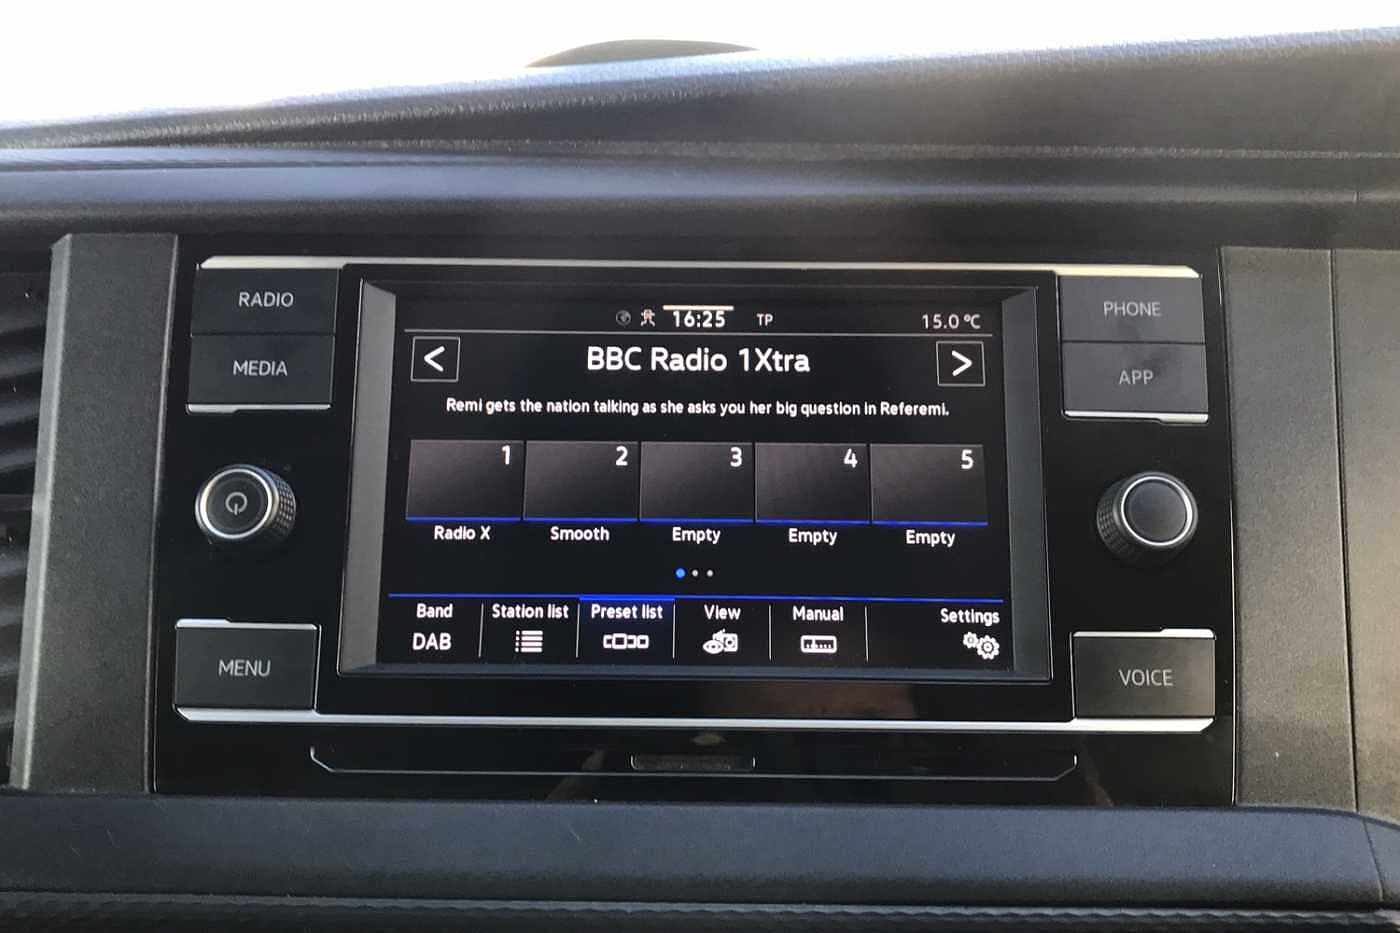 RADIO
MEDIA
MENU
16:25 TP 15.0 °C
< BBC Radio 1Xtra >
Remi gets the nation talking as she asks you her big question in Referemi.
1 2 3 4 5
Radio X Smooth Empty Empty Empty
Band Station list Preset list View Manual Settings
DAB
PHONE
APP
VOICE